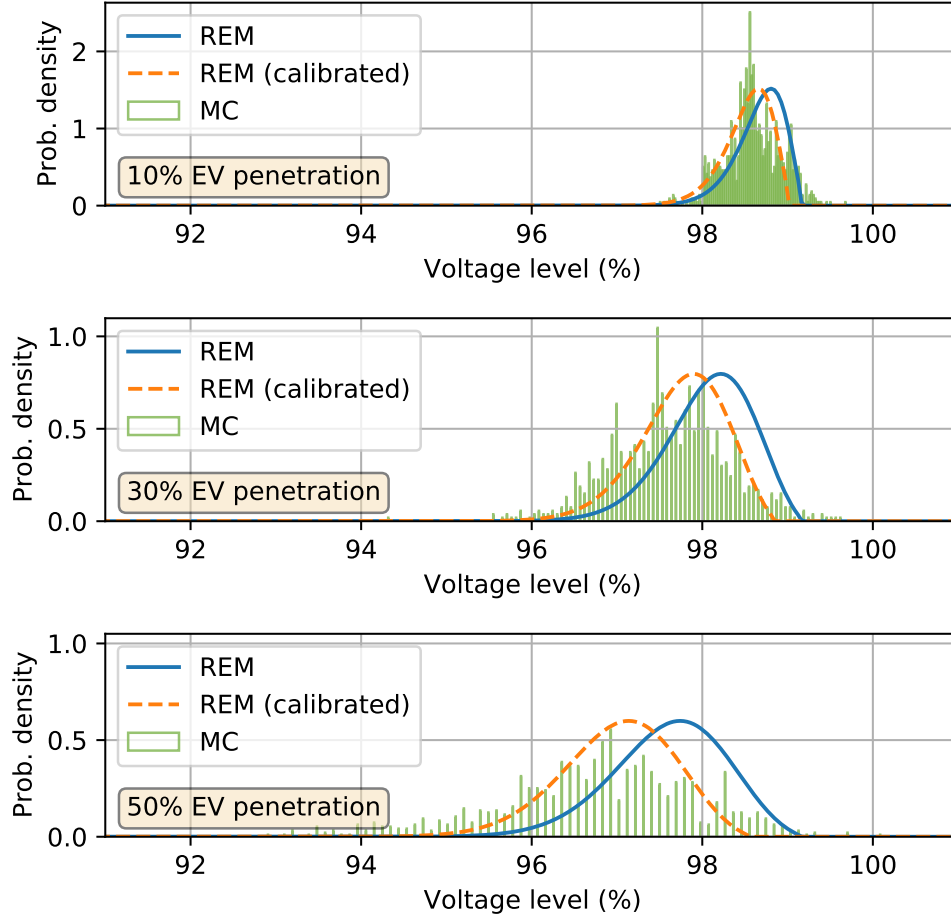 Prob. density
2
1
0
REM
REM (calibrated)
MC
10% EV penetration
92 94 96 98 100
Voltage level (%)
Prob. density
1.0
0.5
0.0
REM
REM (calibrated)
MC
30% EV penetration
92 94 96 98 100
Voltage level (%)
Prob. density
1.0
0.5
0.0
REM
REM (calibrated)
MC
50% EV penetration
92 94 96 98 100
Voltage level (%)